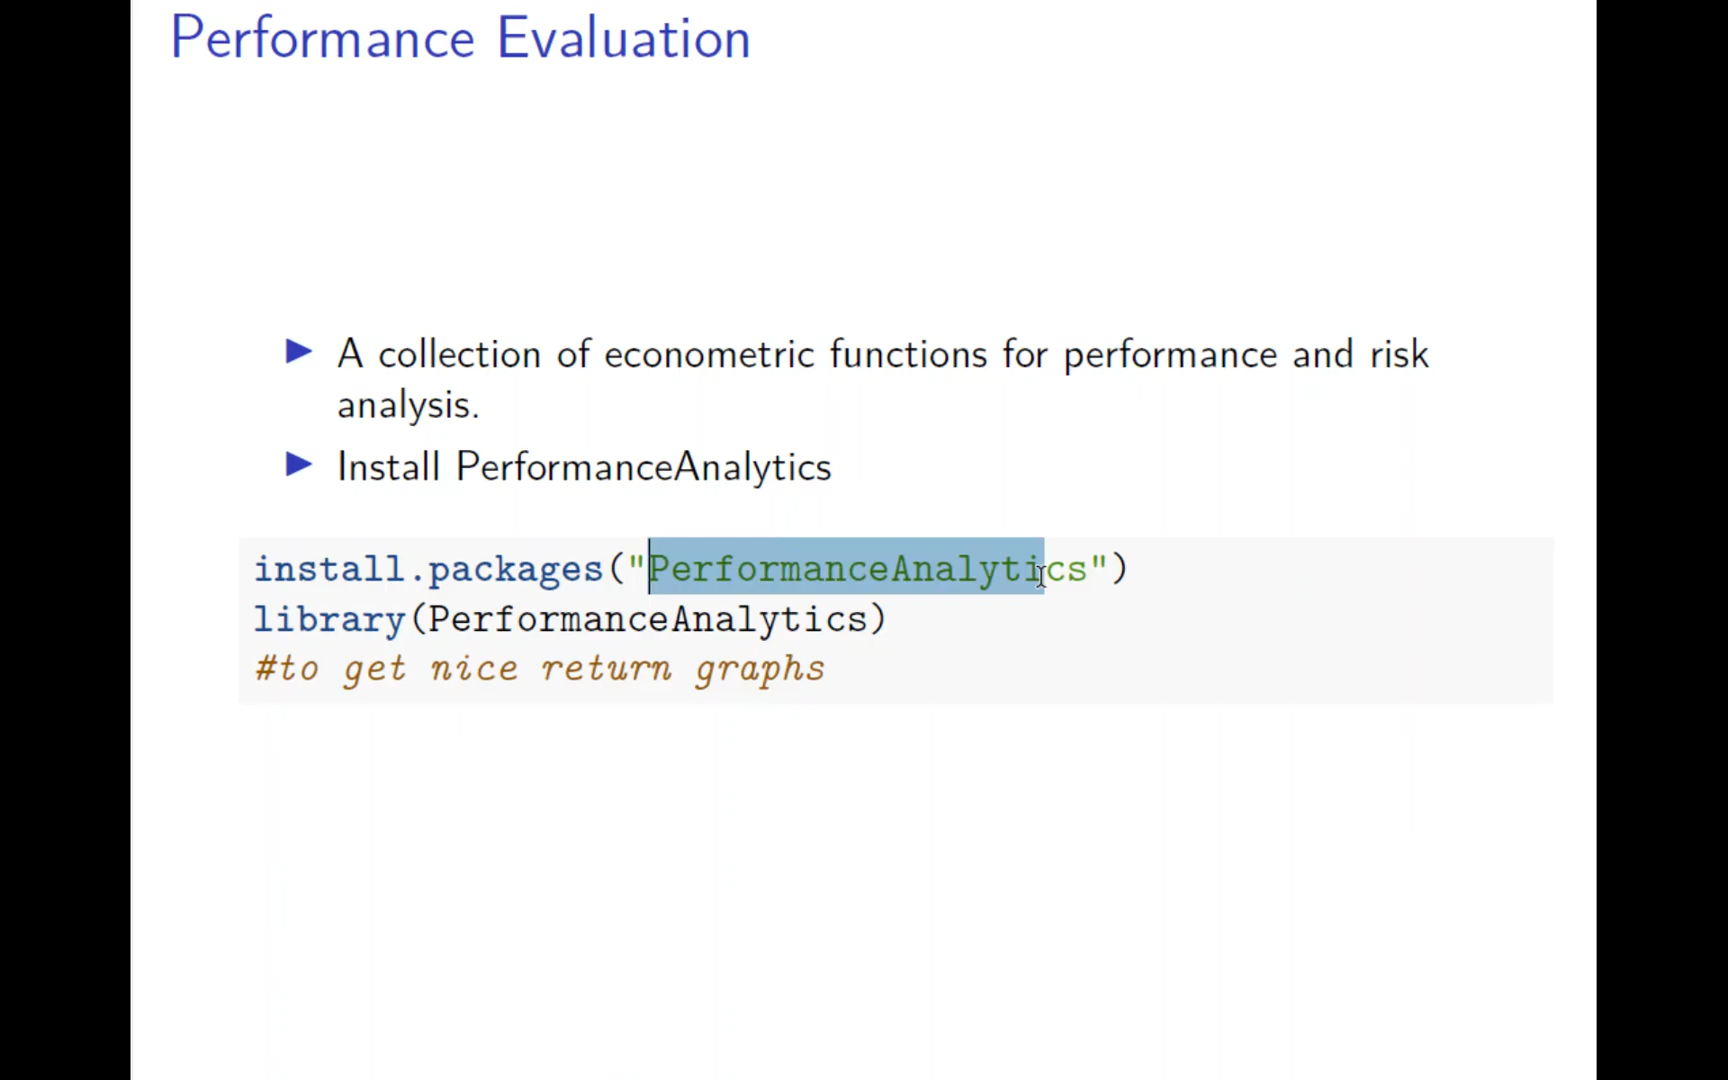 Performance Evaluation
A collection of econometric functions for performance and risk
analysis.
Install PerformanceAnalytics
install.packages("PerformanceAnalytics")
library(PerformanceAnalytics)
#to get nice return graphs